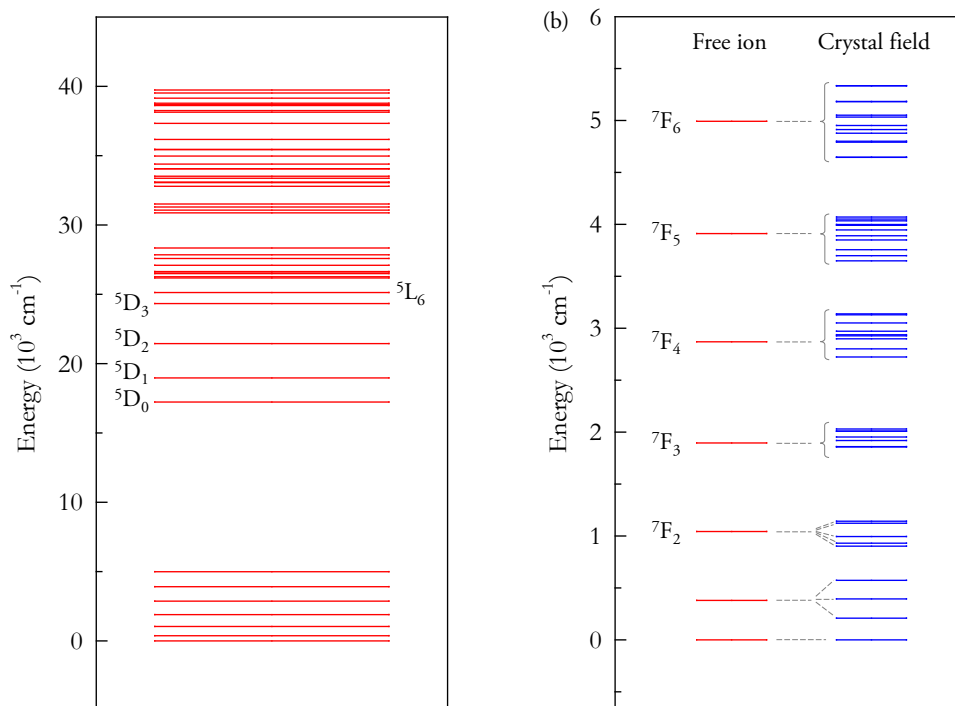 40
30
20
10
0
Energy (10³ cm⁻¹)
⁵D₃
⁵D₂
⁵D₁
⁵D₀
⁵L₆
(b)
6
5
4
3
2
1
0
Energy (10³ cm⁻¹)
Free ion
Crystal field
⁷F₆
⁷F₅
⁷F₄
⁷F₃
⁷F₂